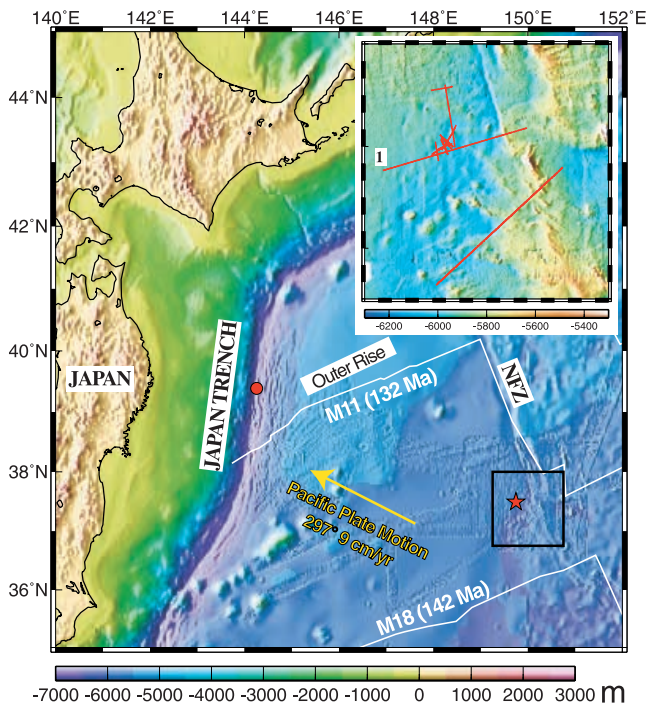 140°E 142° 144° 146° 148° 150° 152°E
44°N
42°N
40°N
38°N
36°N
1
-6200 -6000 -5800 -5600 -5400
JAPAN
JAPAN TRENCH
Outer Rise
M11 (132 Ma)
NFZ
Pacific Plate Motion
297° 9 cm/yr
M18 (142 Ma)
-7000 -6000 -5000 -4000 -3000 -2000 -1000 0 1000 2000 3000 m